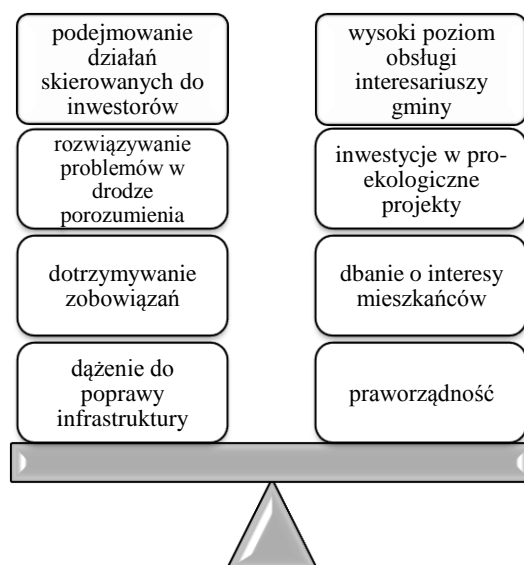 podejmowanie
działań
skierowanych do
inwestorów
rozwiązywanie
problemów w
drodze
porozumienia
dotrzymywanie
zobowiązań
dążenie do
poprawy
infrastruktury
wysoki poziom
obsługi
interesariuszy
gminy
inwestycje w pro-
ekologiczne
projekty
dbanie o interesy
mieszkańców
praworządność